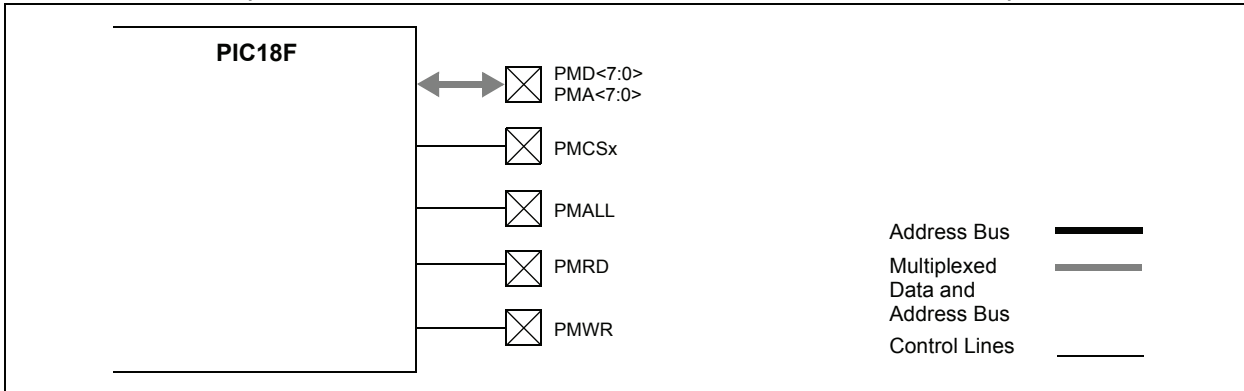 PIC18F
PMD<7:0>
PMA<7:0>
PMCSx
PMALL
PMRD
PMWR
Address Bus
Multiplexed
Data and
Address Bus
Control Lines